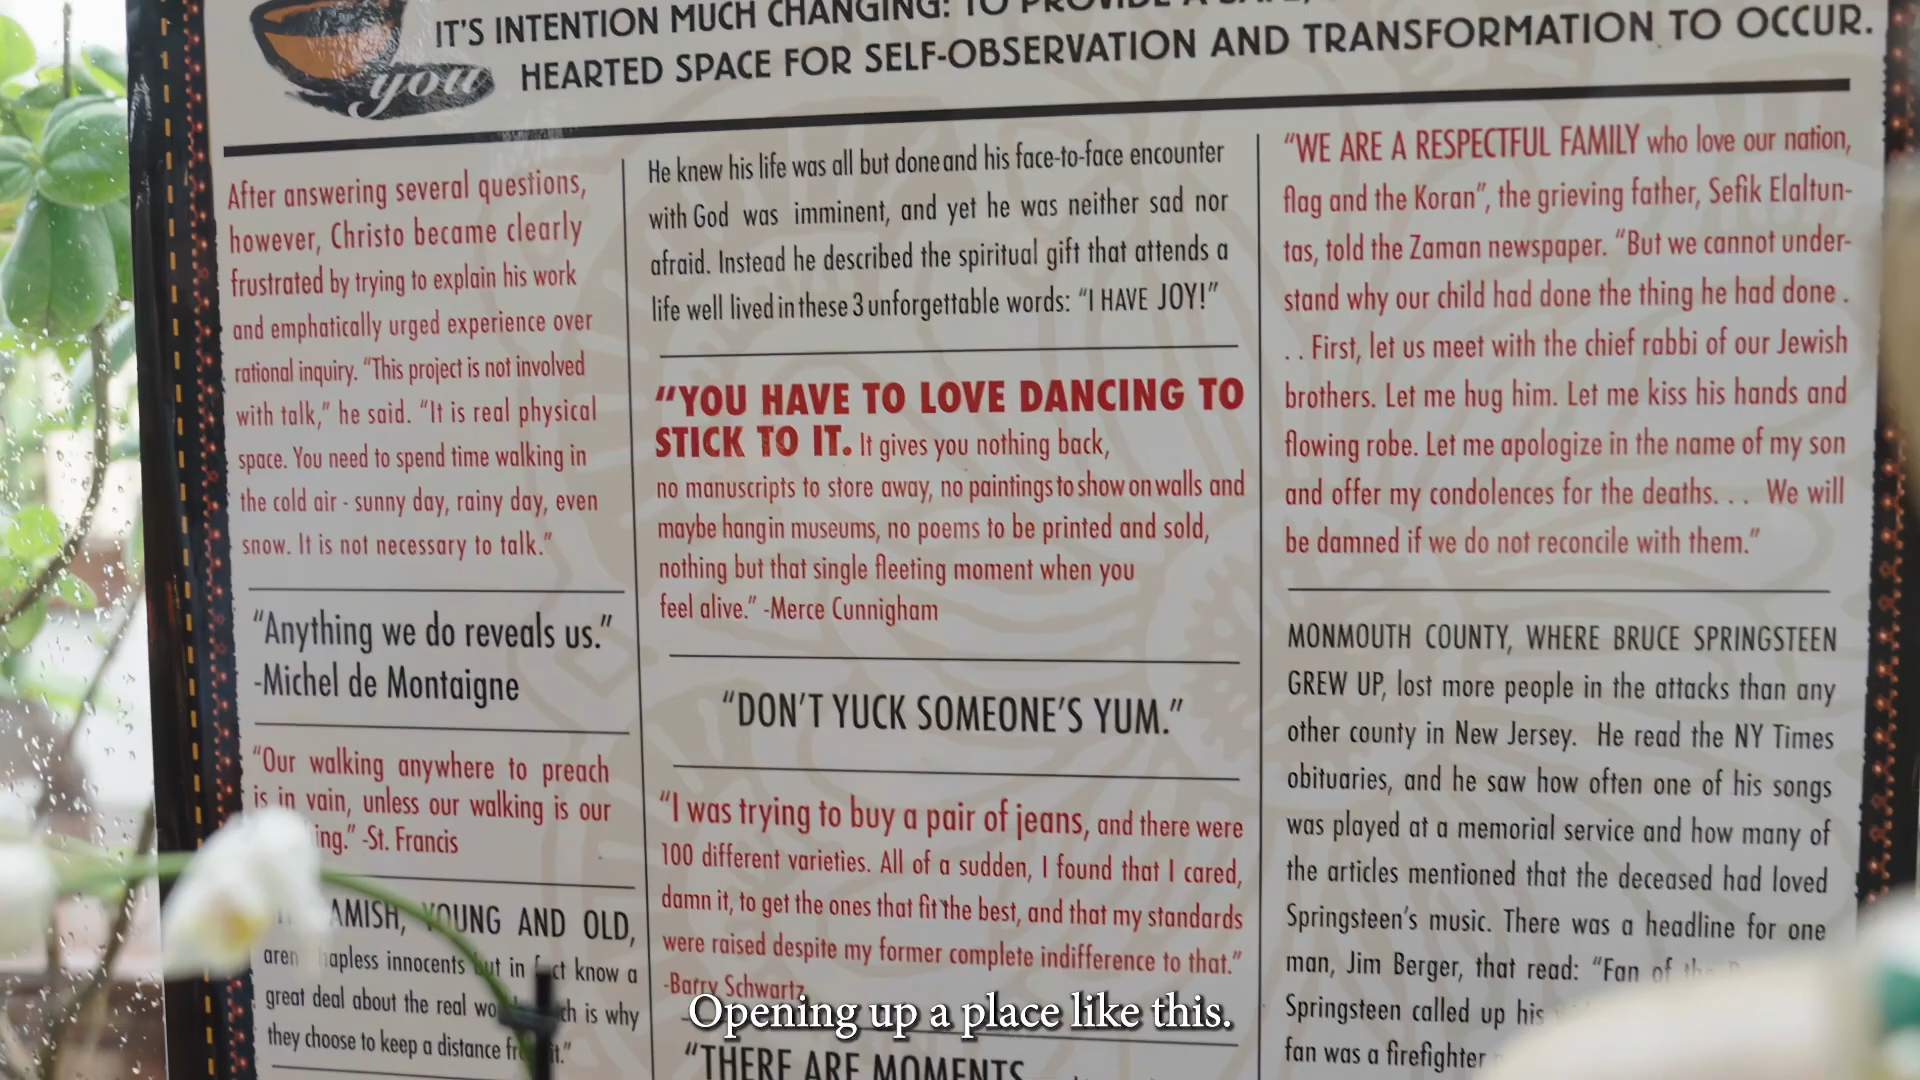 you
IT'S INTENTION MUCH CHANGING: TO PROVIDE A SAFE,
HEARTED SPACE FOR SELF-OBSERVATION AND TRANSFORMATION TO OCCUR.
After answering several questions,
however, Christo became clearly
frustrated by trying to explain his work
and emphatically urged experience over
rational inquiry. “This project is not involved
with talk,” he said. “It is real physical
space. You need to spend time walking in
the cold air - sunny day, rainy day, even
snow. It is not necessary to talk.”
“Anything we do reveals us.”
-Michel de Montaigne
“Our walking anywhere to preach
is in vain, unless our walking is our
ing.” -St. Francis
AMISH, YOUNG AND OLD,
aren apless innocents but in fact know a
great deal about the real wo ch is why
they choose to keep a distance fr it.”
He knew his life was all but done and his face-to-face encounter
with God was imminent, and yet he was neither sad nor
afraid. Instead he described the spiritual gift that attends a
life well lived in these 3 unforgettable words: “I HAVE JOY!”
“YOU HAVE TO LOVE DANCING TO
STICK TO IT. It gives you nothing back,
no manuscripts to store away, no paintings to show on walls and
maybe hang in museums, no poems to be printed and sold,
nothing but that single fleeting moment when you
feel alive.” -Merce Cunnigham
“DON'T YUCK SOMEONE'S YUM.”
“I was trying to buy a pair of jeans, and there were
100 different varieties. All of a sudden, I found that I cared,
damn it, to get the ones that fit the best, and that my standards
were raised despite my former complete indifference to that.”
-Barry Schwartz
“THERE ARE MOMENTS
“WE ARE A RESPECTFUL FAMILY who love our nation,
flag and the Koran”, the grieving father, Sefik Elaltun-
tas, told the Zaman newspaper. “But we cannot under-
stand why our child had done the thing he had done .
. . First, let us meet with the chief rabbi of our Jewish
brothers. Let me hug him. Let me kiss his hands and
flowing robe. Let me apologize in the name of my son
and offer my condolences for the deaths. . . We will
be damned if we do not reconcile with them.”
MONMOUTH COUNTY, WHERE BRUCE SPRINGSTEEN
GREW UP, lost more people in the attacks than any
other county in New Jersey. He read the NY Times
obituaries, and he saw how often one of his songs
was played at a memorial service and how many of
the articles mentioned that the deceased had loved
Springsteen's music. There was a headline for one
man, Jim Berger, that read: “Fan of the
Springsteen called up his
fan was a firefighter
Opening up a place like this.